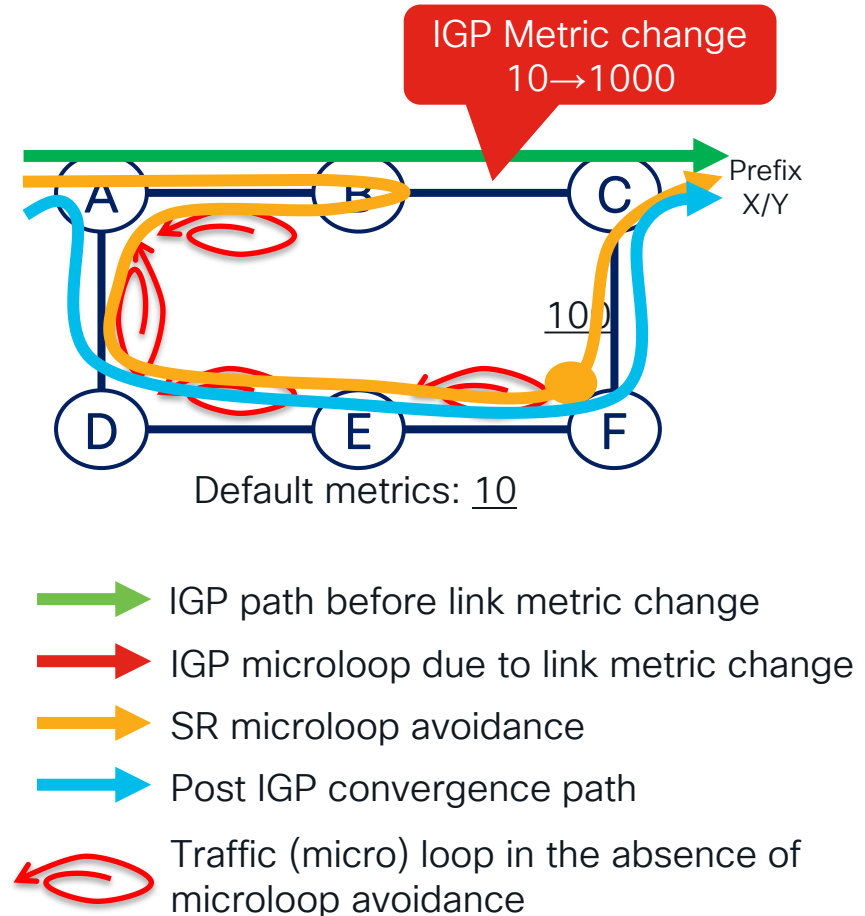 IGP Metric change
10→1000
Prefix
X/Y
A
B
C
100
D
E
F
Default metrics: 10
IGP path before link metric change
IGP microloop due to link metric change
SR microloop avoidance
Post IGP convergence path
Traffic (micro) loop in the absence of
microloop avoidance